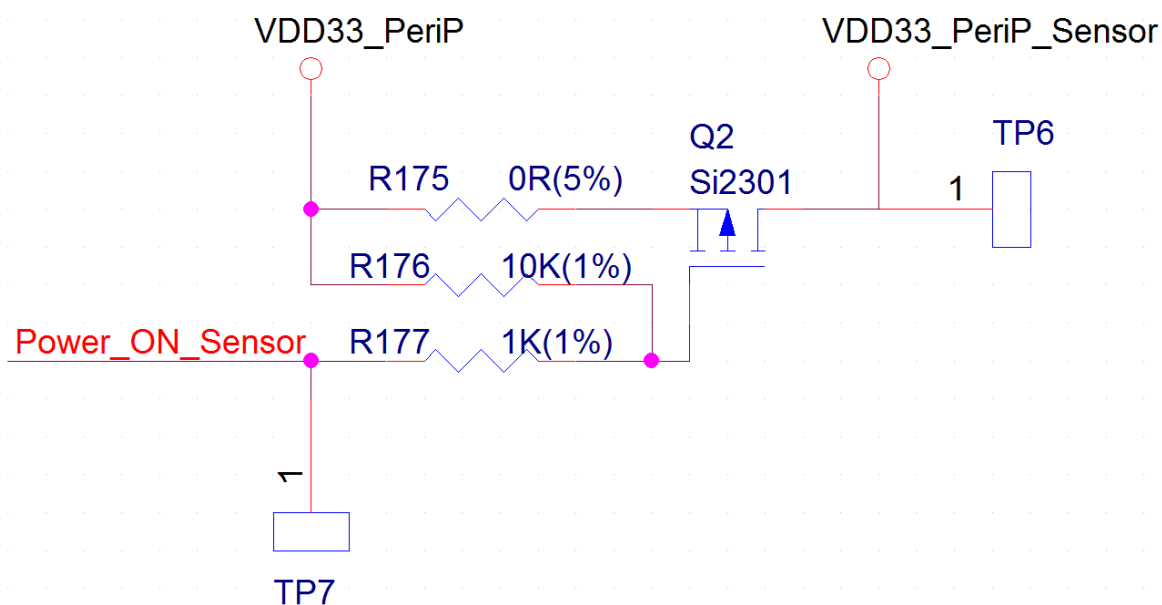 VDD33_PeriP
VDD33_PeriP_Sensor
Q2
TP6
R175
0R(5%)
Si2301
1
R176
10K(1%)
Power_ON_Sensor
R177
1K(1%)
1
TP7